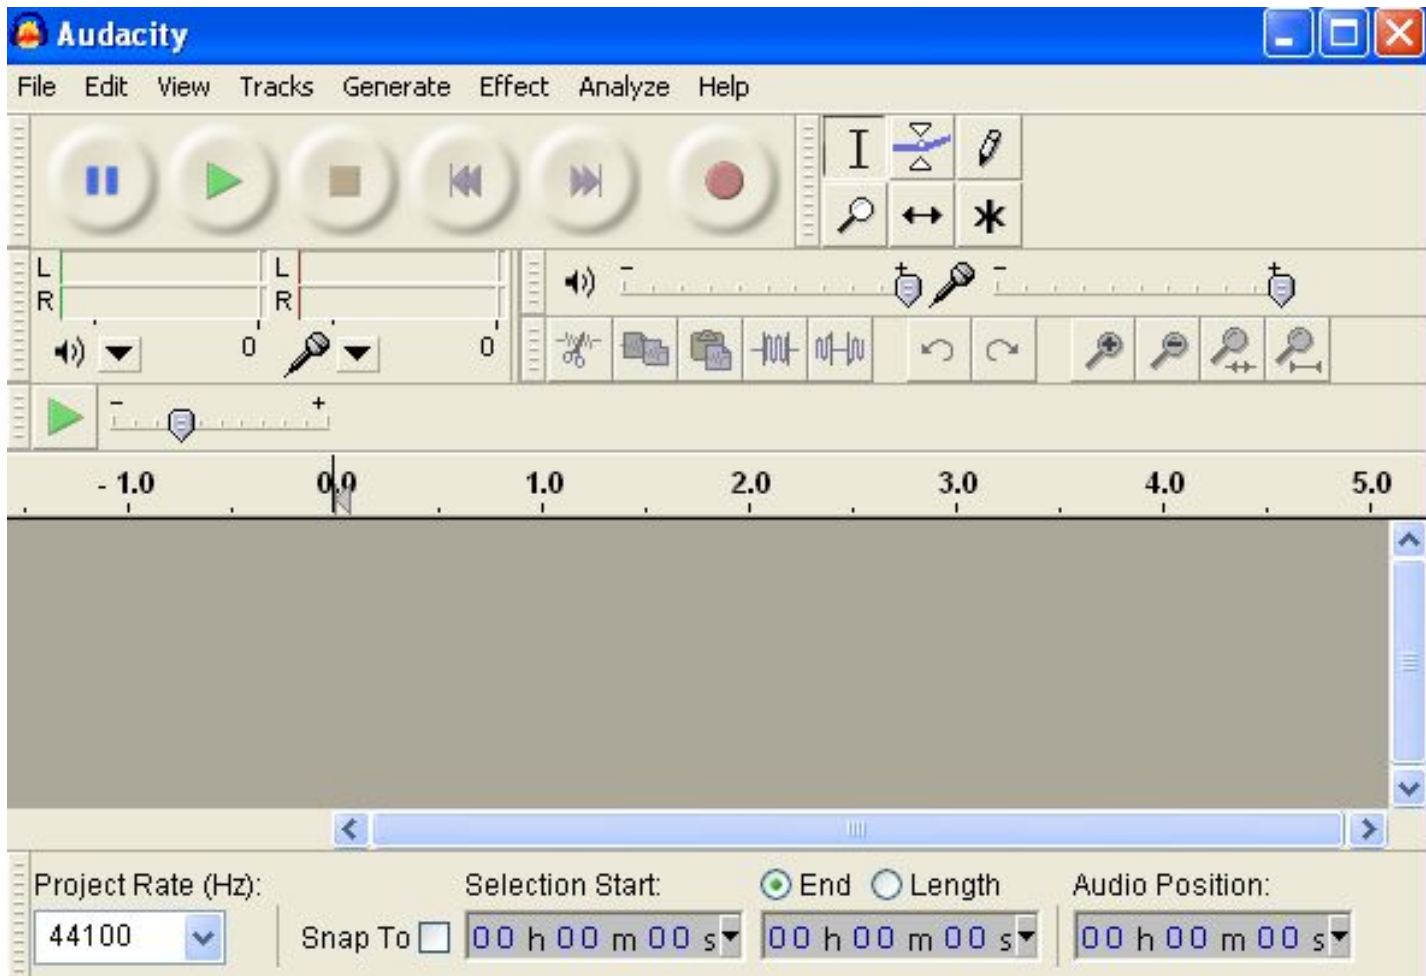 Audacity
File Edit View Tracks Generate Effect Analyze Help
L L - + - +
R R
0 0
- +
- 1.0 0.0 1.0 2.0 3.0 4.0 5.0
Project Rate (Hz): Selection Start: End Length Audio Position:
44100 Snap To 00 h 00 m 00 s 00 h 00 m 00 s 00 h 00 m 00 s